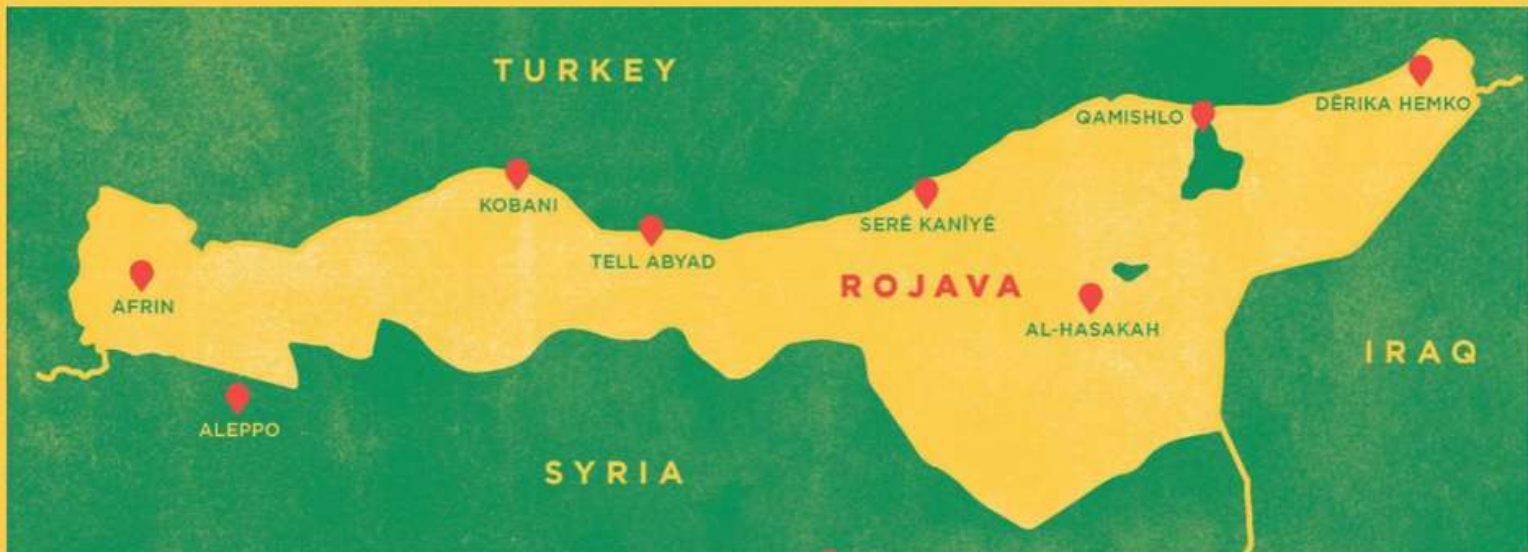 TURKEY
DÊRIKA HEMKO
QAMISHLO
KOBANI
SERÊ KANÎYÊ
TELL ABYAD
ROJAVA
AFRIN
AL-HASAKAH
IRAQ
ALEPPO
SYRIA